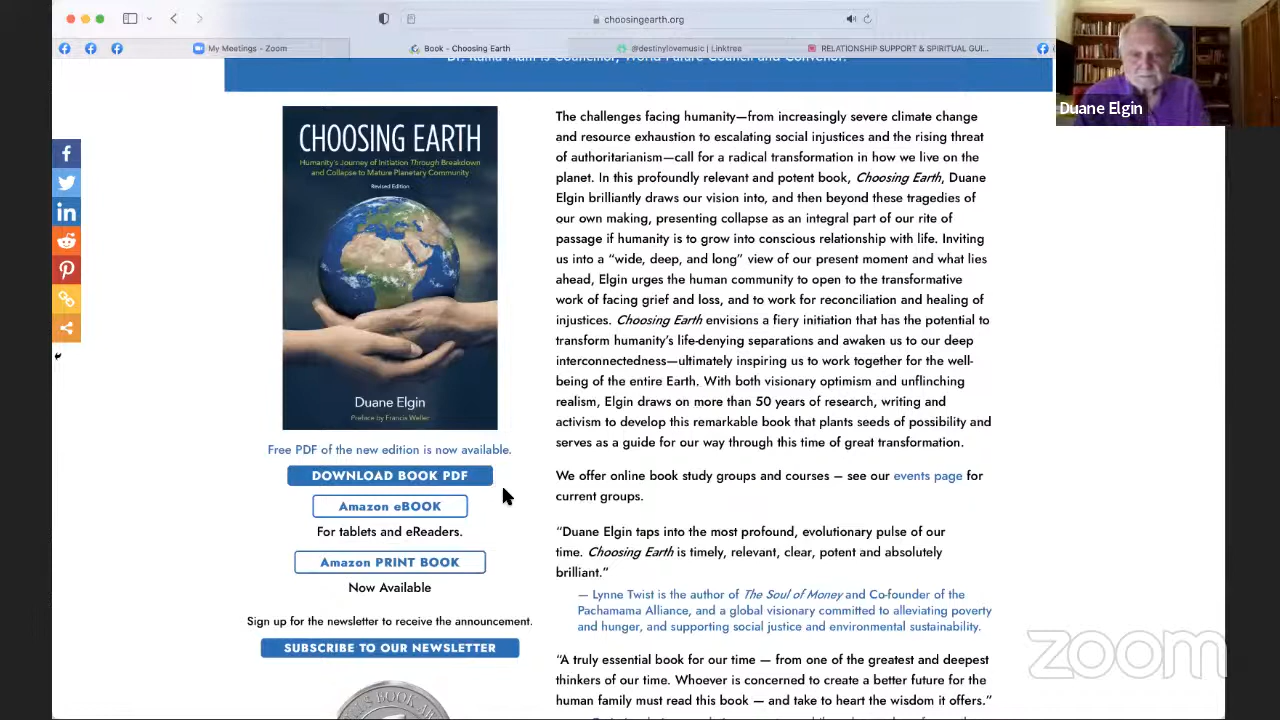 choosingearth.org
My Meetings - Zoom
Book - Choosing Earth
@destinylovemusic | Linktree
RELATIONSHIP SUPPORT & SPIRITUAL GUI...
Duane Elgin
Dr. Rama Mani is Councillor, World Future Council and Convenor.
CHOOSING EARTH
Humanity's Journey of Initiation Through Breakdown
and Collapse to Mature Planetary Community
Revised Edition
Duane Elgin
Preface by Francis Weller
Free PDF of the new edition is now available.
DOWNLOAD BOOK PDF
Amazon eBOOK
For tablets and eReaders.
Amazon PRINT BOOK
Now Available
Sign up for the newsletter to receive the announcement.
SUBSCRIBE TO OUR NEWSLETTER
The challenges facing humanity—from increasingly severe climate change
and resource exhaustion to escalating social injustices and the rising threat
of authoritarianism—call for a radical transformation in how we live on the
planet. In this profoundly relevant and potent book, Choosing Earth, Duane
Elgin brilliantly draws our vision into, and then beyond these tragedies of
our own making, presenting collapse as an integral part of our rite of
passage if humanity is to grow into conscious relationship with life. Inviting
us into a “wide, deep, and long” view of our present moment and what lies
ahead, Elgin urges the human community to open to the transformative
work of facing grief and loss, and to work for reconciliation and healing of
injustices. Choosing Earth envisions a fiery initiation that has the potential to
transform humanity’s life-denying separations and awaken us to our deep
interconnectedness—ultimately inspiring us to work together for the well-
being of the entire Earth. With both visionary optimism and unflinching
realism, Elgin draws on more than 50 years of research, writing and
activism to develop this remarkable book that plants seeds of possibility and
serves as a guide for our way through this time of great transformation.
We offer online book study groups and courses – see our events page for
current groups.
“Duane Elgin taps into the most profound, evolutionary pulse of our
time. Choosing Earth is timely, relevant, clear, potent and absolutely
brilliant.”
— Lynne Twist is the author of The Soul of Money and Co-founder of the
Pachamama Alliance, and a global visionary committed to alleviating poverty
and hunger, and supporting social justice and environmental sustainability.
“A truly essential book for our time — from one of the greatest and deepest
thinkers of our time. Whoever is concerned to create a better future for the
human family must read this book — and take to heart the wisdom it offers.”
zoom